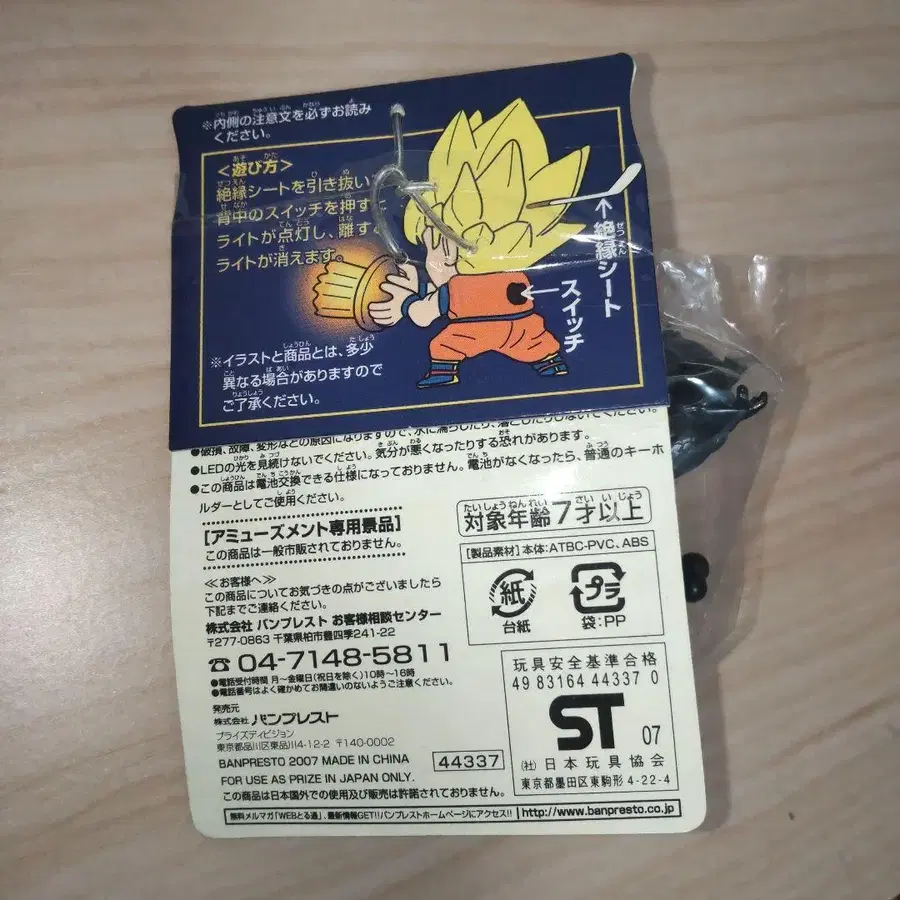 ※内側の注意文を必ずお読み
ください。
<遊び方>
絶縁シートを引き抜い
背中のスイッチを押すと
ライトが点灯し、離すと
ライトが消えます。
↑絶縁シート
←スイッチ
※イラストと商品とは、多少
異なる場合がありますので
ご了承ください。
●破損、故障、変形などの原因になりますので、水に濡らしたり、落としたりしないでください。
●LEDの光を見続けないでください。気分が悪くなったりする恐れがあります。
●この商品は電池交換できる仕様になっておりません。電池がなくなったら、普通のキーホ
ルダーとしてご使用ください。
[アミューズメント専用景品]
この商品は一般市販されておりません。
≪お客様へ≫
この商品についてお気づきの点がございましたら
下記までご連絡ください。
株式会社 バンプレスト お客様相談センター
〒277-0863 千葉県柏市豊四季241-22
☎ 04-7148-5811
●電話受付時間 月~金曜日(祝日を除く)10時~16時
●電話番号はよく確かめてお間違いのないようご注意ください。
発売元
株式会社 バンプレスト
プライズディビジョン
東京都品川区東品川4-12-2 〒140-0002
BANPRESTO 2007 MADE IN CHINA
FOR USE AS PRIZE IN JAPAN ONLY.
この商品は日本国外での使用及び販売は許諾されておりません。
44337
対象年齢7才以上
[製品素材] 本体:ATBC-PVC、ABS
紙
台紙
プラ
袋:PP
玩具安全基準合格
49 83164 44337 0
ST 07
(社) 日本玩具協会
東京都墨田区東駒形 4-22-4
無料メルマガ「WEBとる通」、最新情報GET!!バンプレストホームページにアクセス!!
http://www.banpresto.co.jp